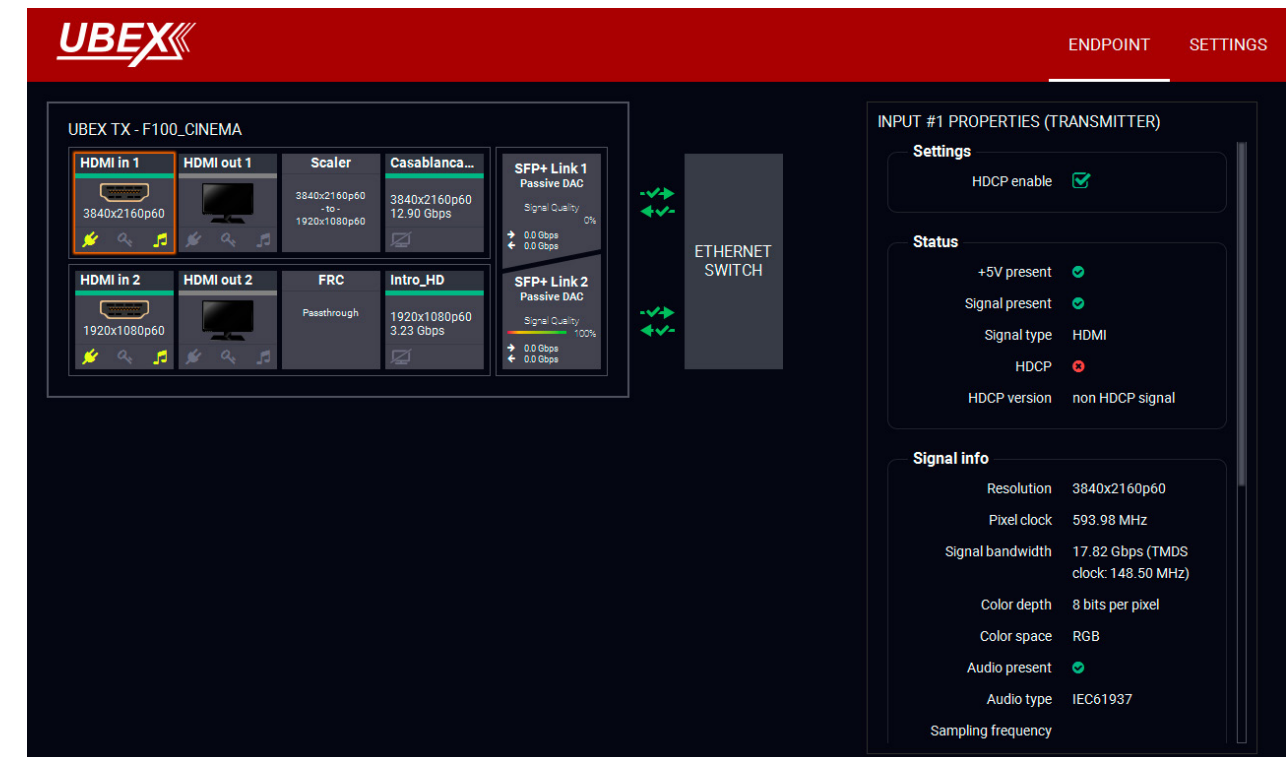 UBEX
ENDPOINT
SETTINGS
UBEX TX - F100_CINEMA
HDMI in 1
3840x2160p60
HDMI out 1
Scaler
3840x2160p60
- to -
1920x1080p60
Casablanca...
3840x2160p60
12.90 Gbps
SFP+ Link 1
Passive DAC
Signal Quality
0%
0.0 Gbps
0.0 Gbps
HDMI in 2
1920x1080p60
HDMI out 2
FRC
Passthrough
Intro_HD
1920x1080p60
3.23 Gbps
SFP+ Link 2
Passive DAC
Signal Quality
100%
0.0 Gbps
0.0 Gbps
ETHERNET
SWITCH
INPUT #1 PROPERTIES (TRANSMITTER)
Settings
HDCP enable
Status
+5V present
Signal present
Signal type HDMI
HDCP
HDCP version non HDCP signal
Signal info
Resolution 3840x2160p60
Pixel clock 593.98 MHz
Signal bandwidth 17.82 Gbps (TMDS
clock: 148.50 MHz)
Color depth 8 bits per pixel
Color space RGB
Audio present
Audio type IEC61937
Sampling frequency